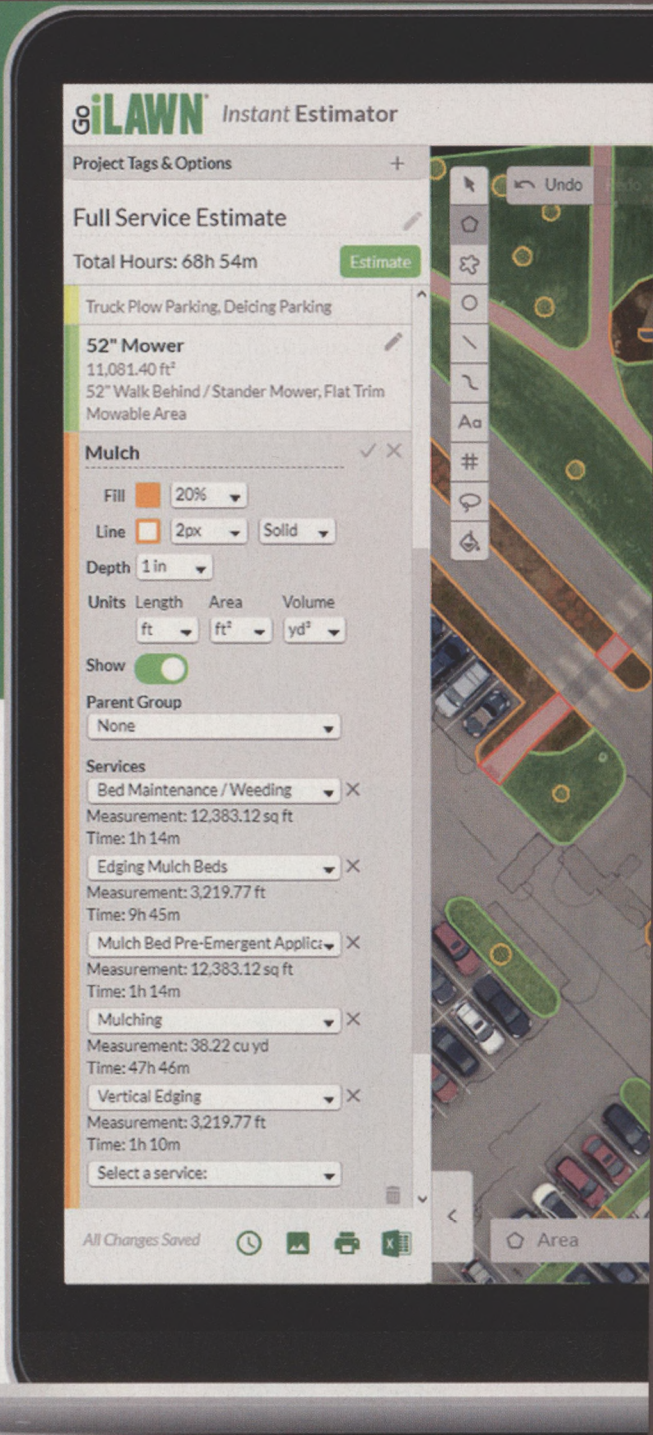 Go iLAWN® Instant Estimator
Project Tags & Options +
Undo Redo
Full Service Estimate
Total Hours: 68h 54m Estimate
Truck Plow Parking, Deicing Parking
52" Mower
11,081.40 ft²
52" Walk Behind / Stander Mower, Flat Trim
Mowable Area
Aa
Mulch
Fill 20%
Line 2px Solid
Depth 1 in
Units Length Area Volume
ft ft² yd³
Show
Parent Group
None
Services
Bed Maintenance / Weeding
Measurement: 12,383.12 sq ft
Time: 1h 14m
Edging Mulch Beds
Measurement: 3,219.77 ft
Time: 9h 45m
Mulch Bed Pre-Emergent Applica
Measurement: 12,383.12 sq ft
Time: 1h 14m
Mulching
Measurement: 38.22 cu yd
Time: 47h 46m
Vertical Edging
Measurement: 3,219.77 ft
Time: 1h 10m
Select a service:
All Changes Saved
Area